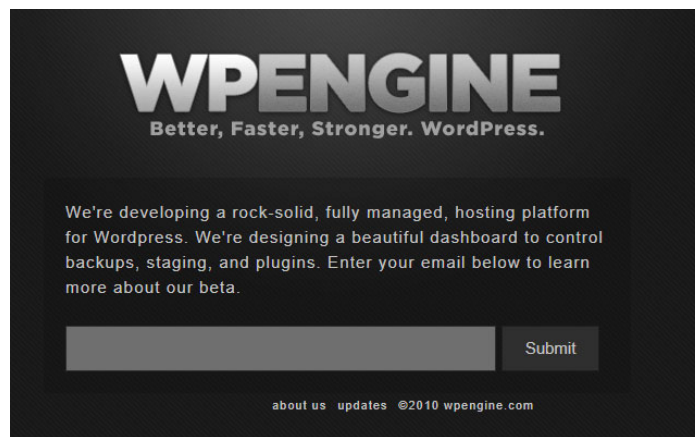 WPENGINE
Better, Faster, Stronger. WordPress.
We're developing a rock-solid, fully managed, hosting platform
for Wordpress. We're designing a beautiful dashboard to control
backups, staging, and plugins. Enter your email below to learn
more about our beta.
Submit
about us updates ©2010 wpengine.com